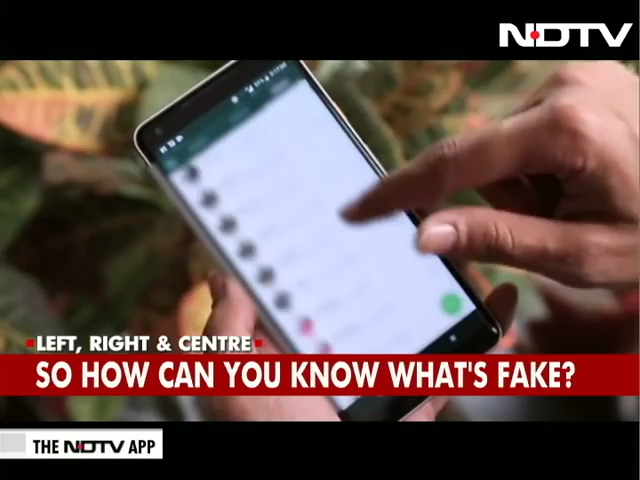 NDTV
LEFT, RIGHT & CENTRE
SO HOW CAN YOU KNOW WHAT'S FAKE?
THE NDTV APP